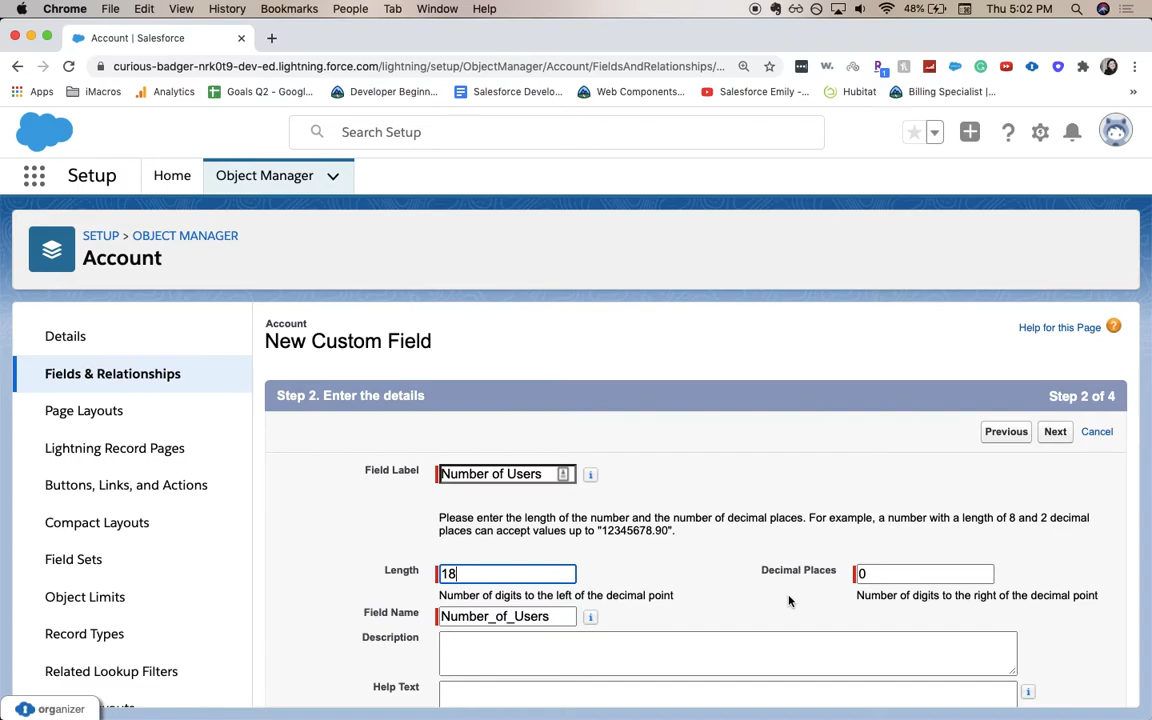 Chrome File Edit View History Bookmarks People Tab Window Help 48% Thu 5:02 PM
Account | Salesforce
curious-badger-nrk0t9-dev-ed.lightning.force.com/lightning/setup/ObjectManager/Account/FieldsAndRelationships/...
Apps iMacros Analytics Goals Q2 - Googl... Developer Beginn... Salesforce Develo... Web Components... Salesforce Emily -... Hubitat Billing Specialist |... »
Search Setup
Setup Home Object Manager
SETUP > OBJECT MANAGER
Account
Details
Fields & Relationships
Page Layouts
Lightning Record Pages
Buttons, Links, and Actions
Compact Layouts
Field Sets
Object Limits
Record Types
Related Lookup Filters
organizer
Account
New Custom Field
Help for this Page ?
Step 2. Enter the details Step 2 of 4
Previous Next Cancel
Field Label Number of Users i
Please enter the length of the number and the number of decimal places. For example, a number with a length of 8 and 2 decimal
places can accept values up to "12345678.90".
Length 18 Decimal Places 0
Number of digits to the left of the decimal point Number of digits to the right of the decimal point
Field Name Number_of_Users i
Description
Help Text i